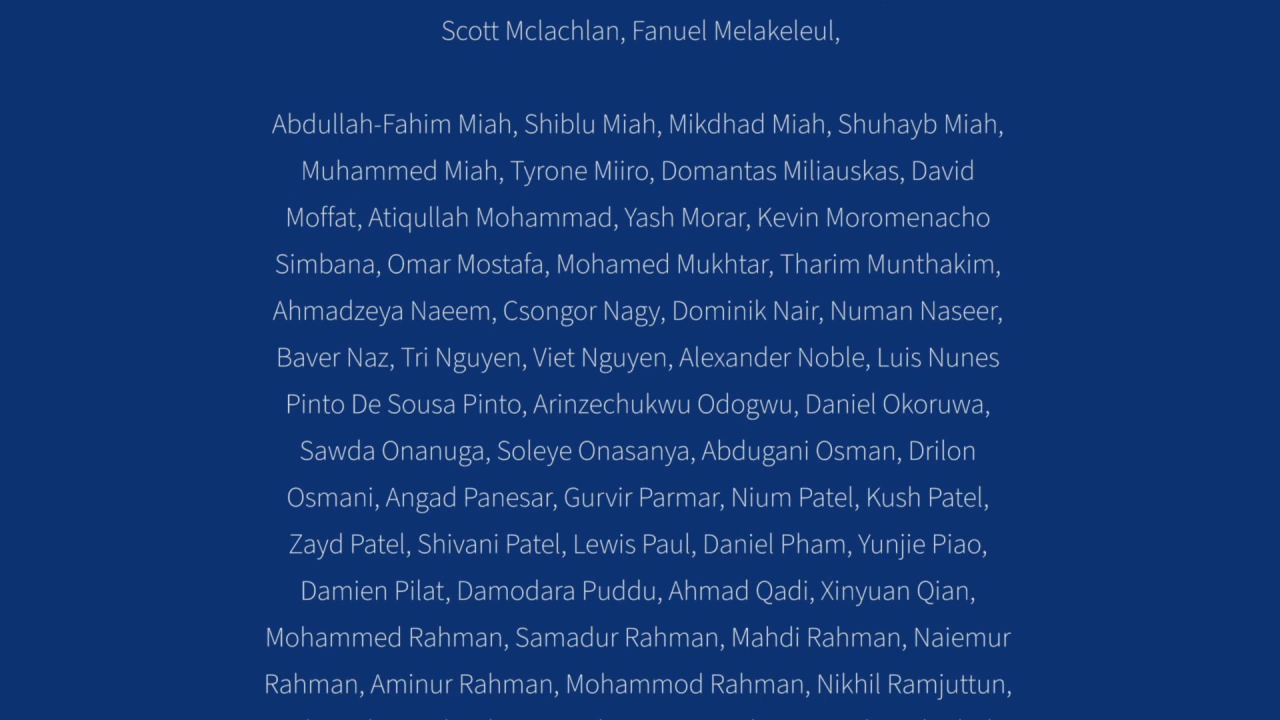 Scott Mclachlan, Fanuel Melakeleul,
Abdullah-Fahim Miah, Shiblu Miah, Mikdhad Miah, Shuhayb Miah,
Muhammed Miah, Tyrone Miiro, Domantas Miliauskas, David
Moffat, Atiqullah Mohammad, Yash Morar, Kevin Moromenacho
Simbana, Omar Mostafa, Mohamed Mukhtar, Tharim Munthakim,
Ahmadzeya Naeem, Csongor Nagy, Dominik Nair, Numan Naseer,
Baver Naz, Tri Nguyen, Viet Nguyen, Alexander Noble, Luis Nunes
Pinto De Sousa Pinto, Arinzechukwu Odogwu, Daniel Okoruwa,
Sawda Onanuga, Soleye Onasanya, Abdugani Osman, Drilon
Osmani, Angad Panesar, Gurvir Parmar, Nium Patel, Kush Patel,
Zayd Patel, Shivani Patel, Lewis Paul, Daniel Pham, Yunjie Piao,
Damien Pilat, Damodara Puddu, Ahmad Qadi, Xinyuan Qian,
Mohammed Rahman, Samadur Rahman, Mahdi Rahman, Naiemur
Rahman, Aminur Rahman, Mohammod Rahman, Nikhil Ramjuttun,